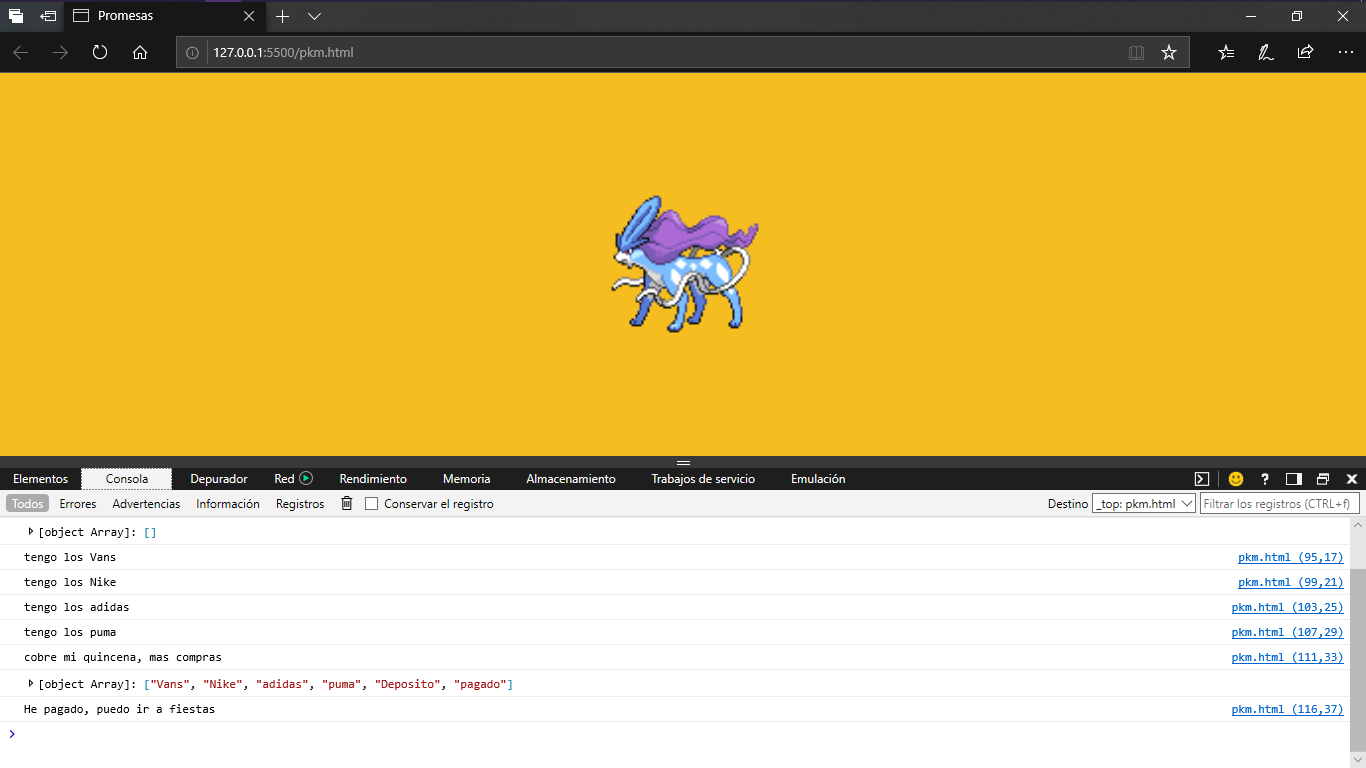 Promesas
127.0.0.1:5500/pkm.html
Elementos Consola Depurador Red Rendimiento Memoria Almacenamiento Trabajos de servicio Emulación
Todos Errores Advertencias Información Registros Conservar el registro Destino _top: pkm.html Filtrar los registros (CTRL+f)
[object Array]: []
tengo los Vans pkm.html (95,17)
tengo los Nike pkm.html (99,21)
tengo los adidas pkm.html (103,25)
tengo los puma pkm.html (107,29)
cobre mi quincena, mas compras pkm.html (111,33)
[object Array]: ["Vans", "Nike", "adidas", "puma", "Deposito", "pagado"]
He pagado, puedo ir a fiestas pkm.html (116,37)